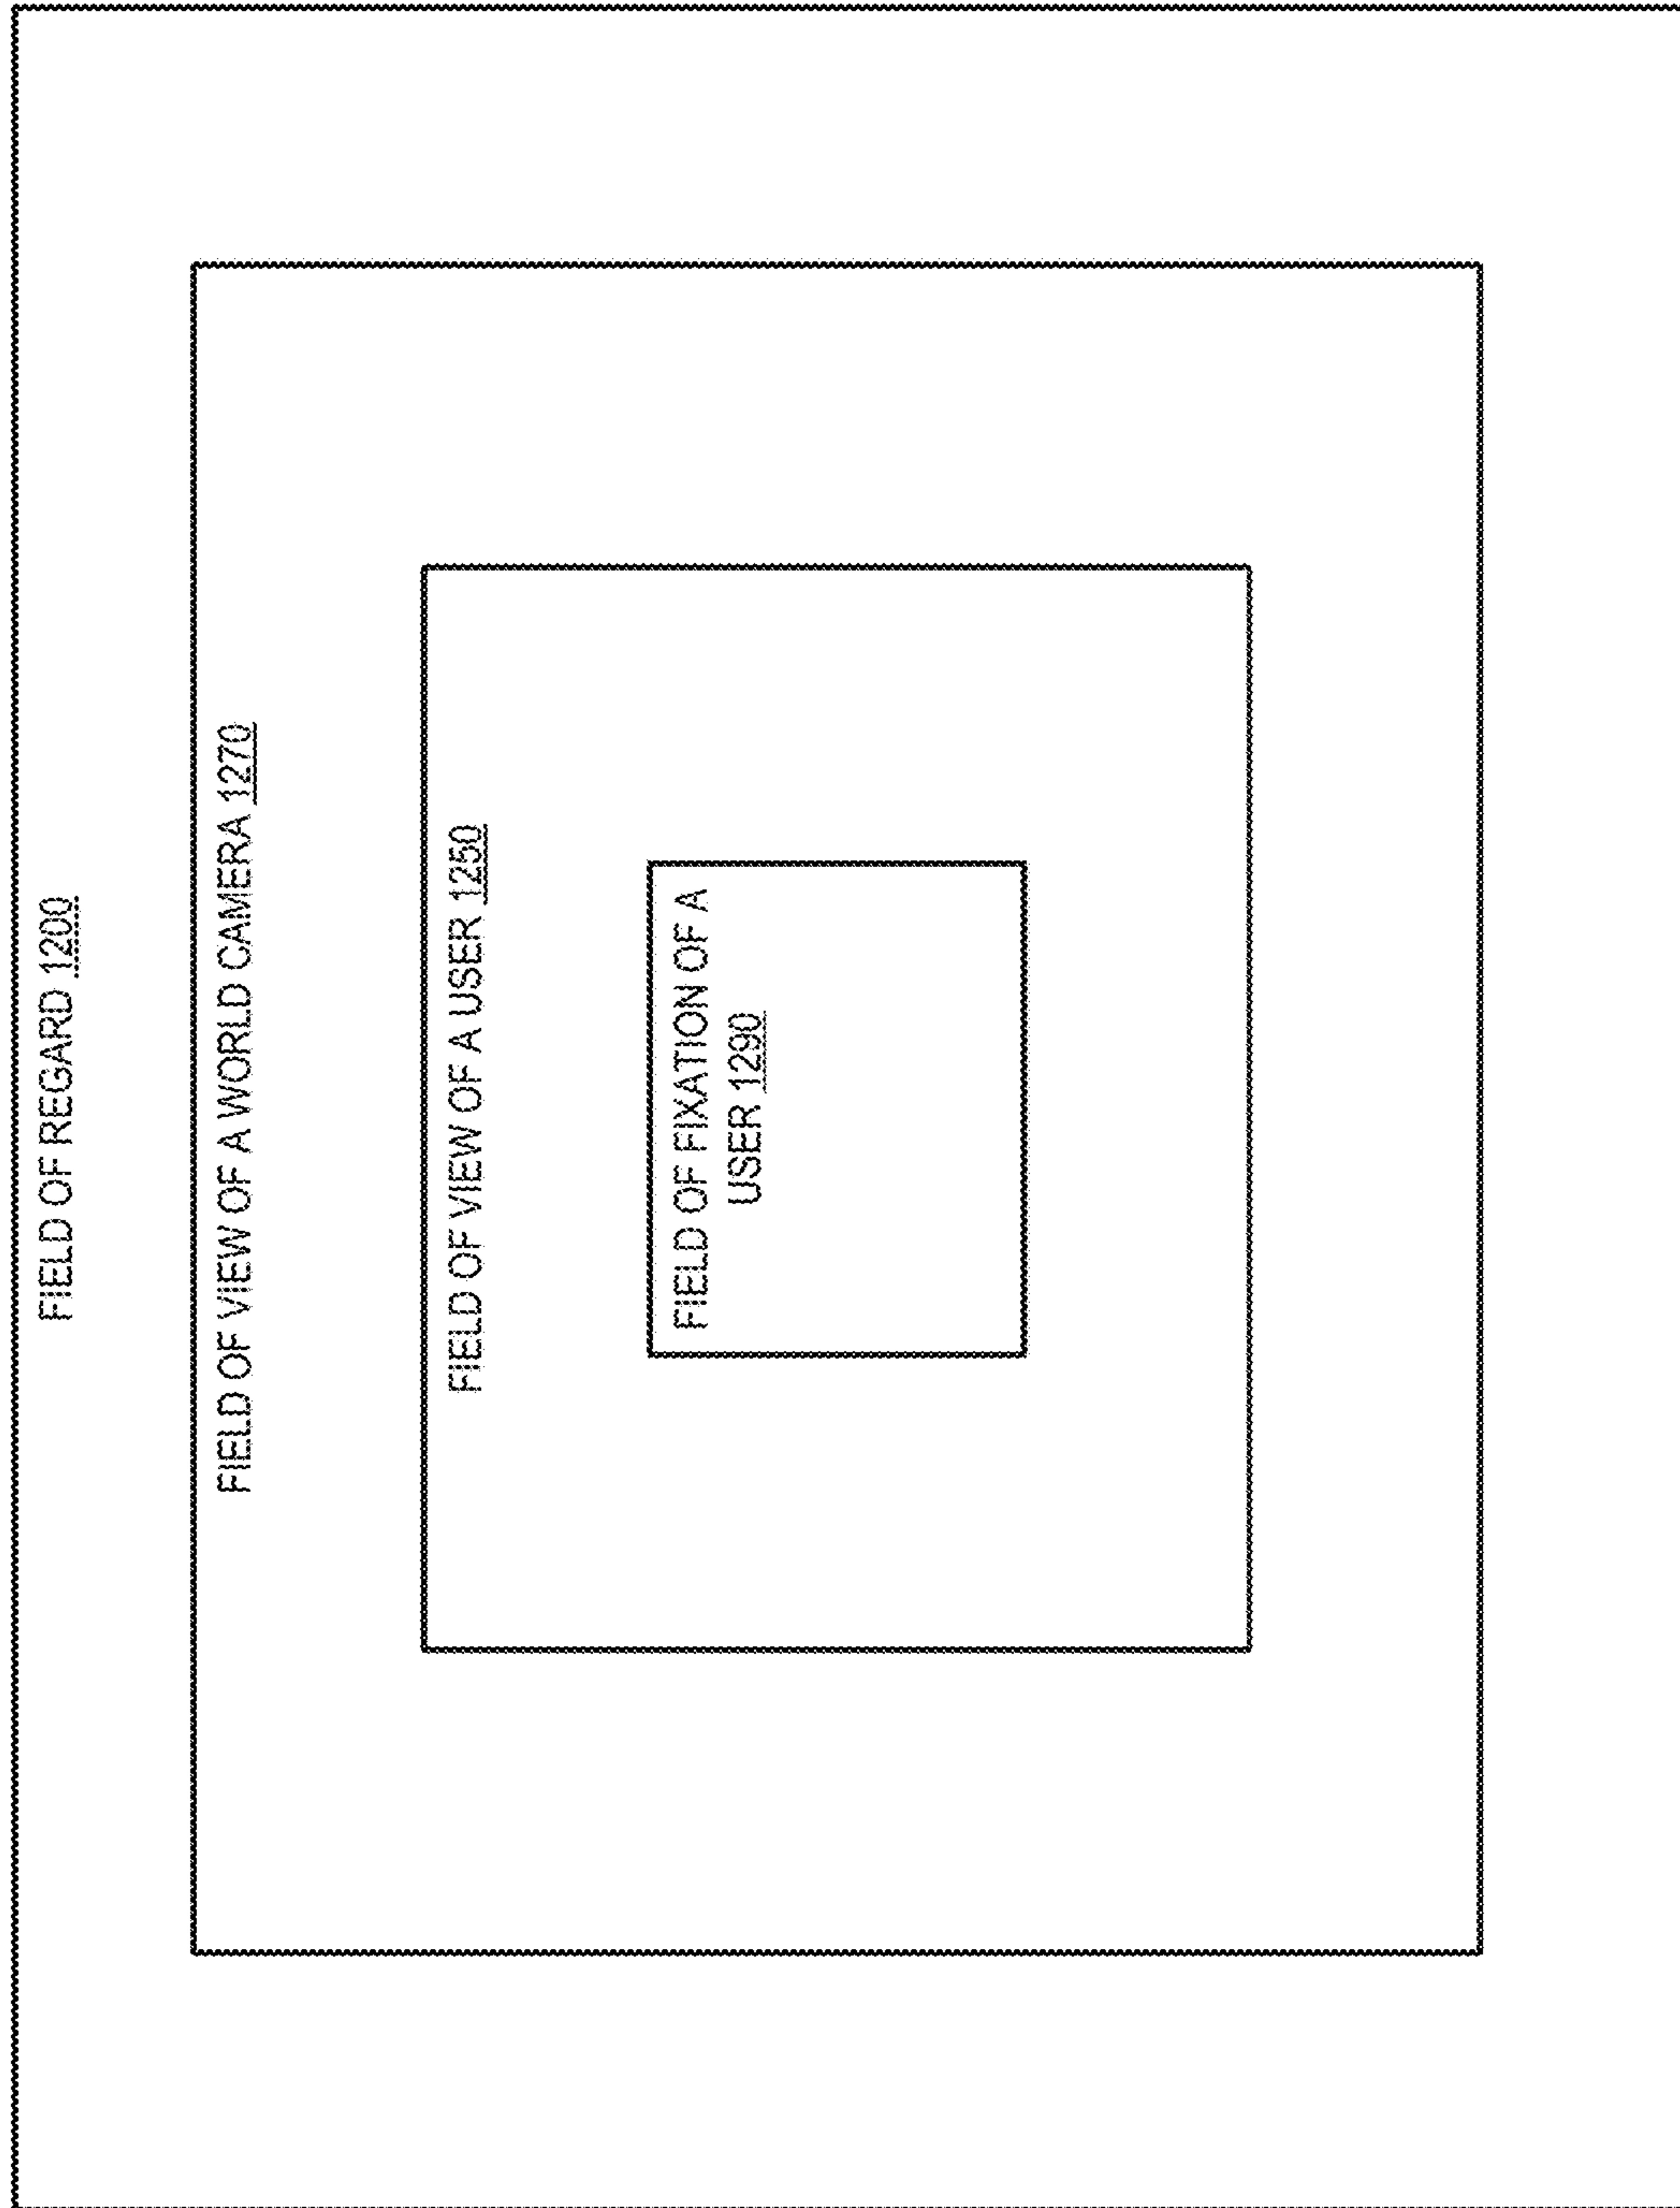 FIELD OF REGARD 1200
FIELD OF VIEW OF A WORLD CAMERA 1270
FIELD OF VIEW OF A USER 1250
FIELD OF FIXATION OF A
USER 1290